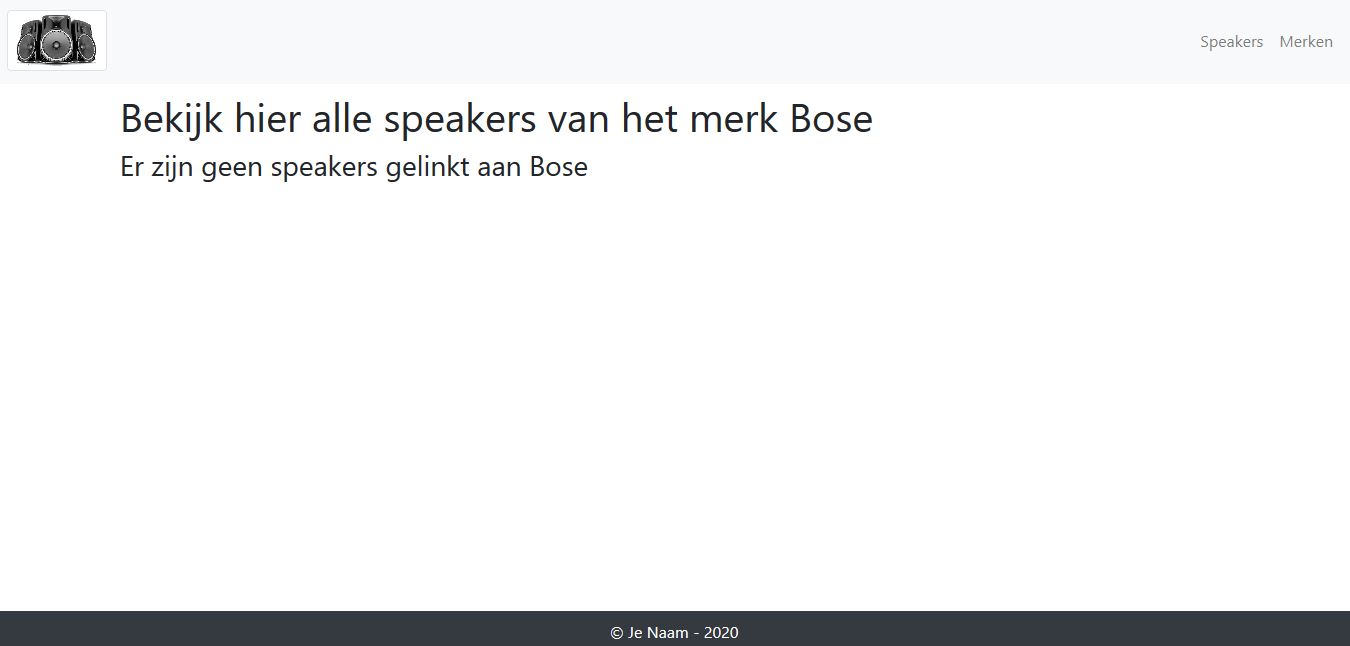 Speakers Merken
Bekijk hier alle speakers van het merk Bose
Er zijn geen speakers gelinkt aan Bose
© Je Naam - 2020